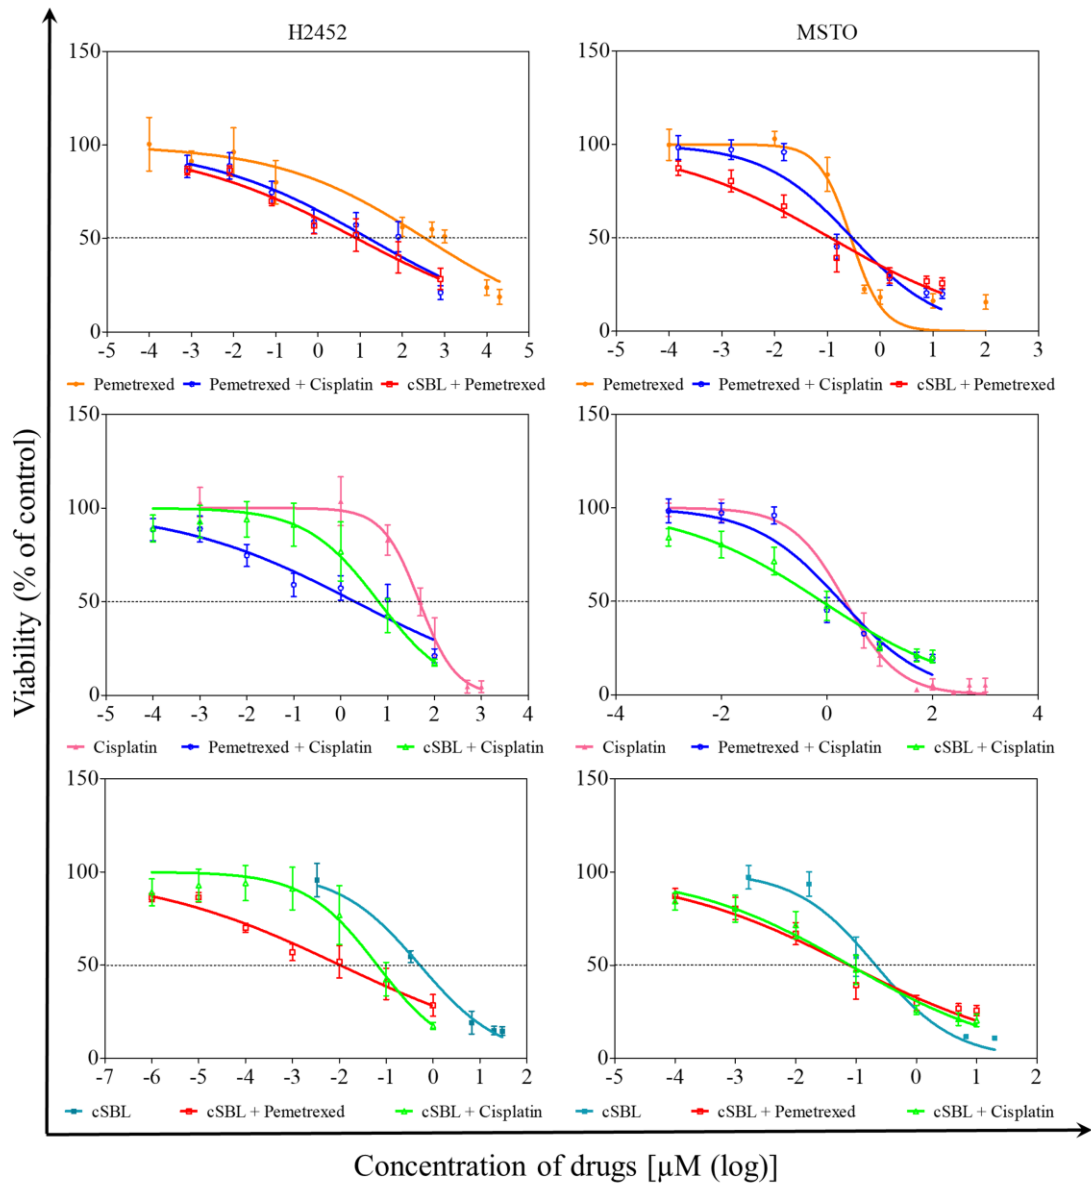 H2452 MSTO
150 150
100 100
50 50
0 0
-5 -4 -3 -2 -1 0 1 2 3 4 5 -5 -4 -3 -2 -1 0 1 2 3
Pemetrexed Pemetrexed + Cisplatin cSBL + Pemetrexed Pemetrexed Pemetrexed + Cisplatin cSBL + Pemetrexed
150 150
100 100
50 50
0 0
-5 -4 -3 -2 -1 0 1 2 3 4 -4 -2 0 2 4
Cisplatin Pemetrexed + Cisplatin cSBL + Cisplatin Cisplatin Pemetrexed + Cisplatin cSBL + Cisplatin
150 150
100 100
50 50
0 0
-7 -6 -5 -4 -3 -2 -1 0 1 2 -5 -4 -3 -2 -1 0 1 2
cSBL cSBL + Pemetrexed cSBL + Cisplatin cSBL cSBL + Pemetrexed cSBL + Cisplatin
Viability (% of control)
Concentration of drugs [µM (log)]